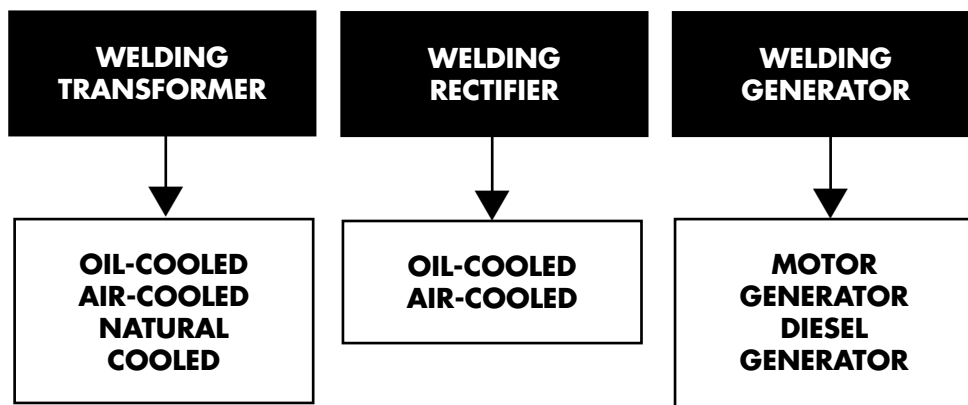 WELDING
TRANSFORMER
WELDING
RECTIFIER
WELDING
GENERATOR
OIL-COOLED
AIR-COOLED
NATURAL
COOLED
OIL-COOLED
AIR-COOLED
MOTOR
GENERATOR
DIESEL
GENERATOR